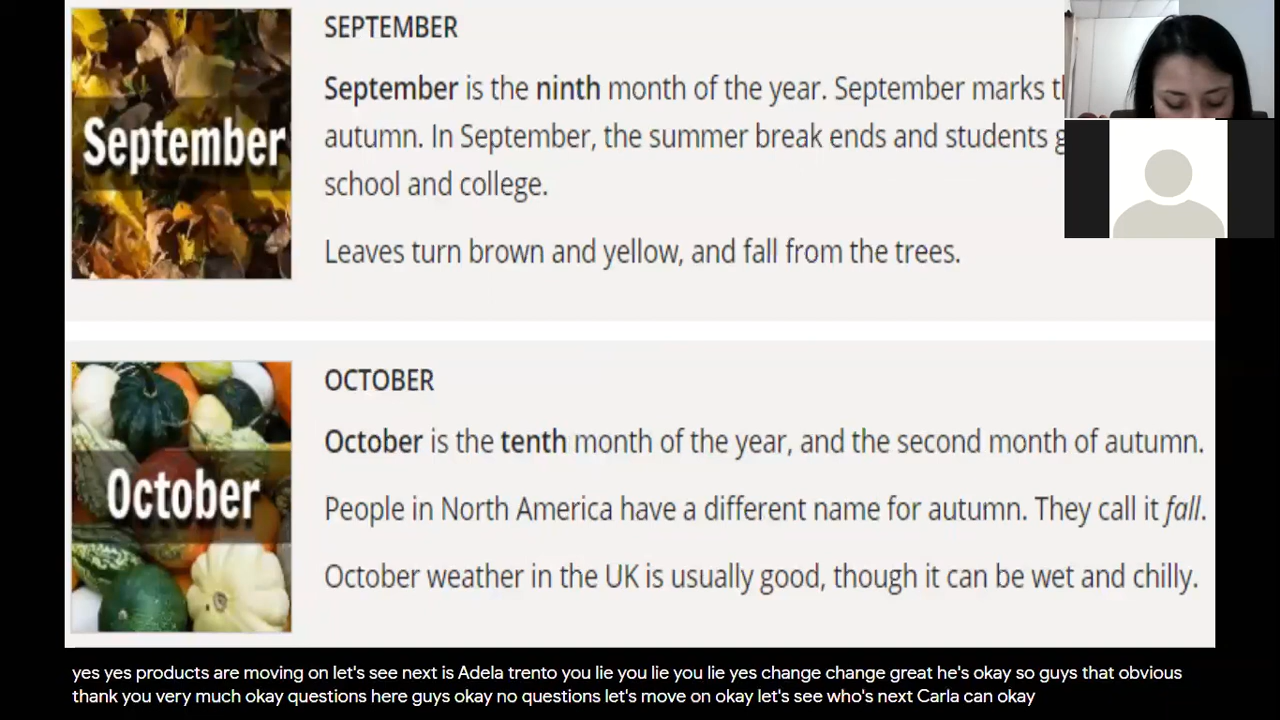 September
SEPTEMBER
September is the ninth month of the year. September marks
autumn. In September, the summer break ends and students
school and college.
Leaves turn brown and yellow, and fall from the trees.
October
OCTOBER
October is the tenth month of the year, and the second month of autumn.
People in North America have a different name for autumn. They call it fall.
October weather in the UK is usually good, though it can be wet and chilly.
yes yes products are moving on let's see next is Adela trento you lie you lie you lie yes change change great he's okay so guys that obvious
thank you very much okay questions here guys okay no questions let's move on okay let's see who's next Carla can okay